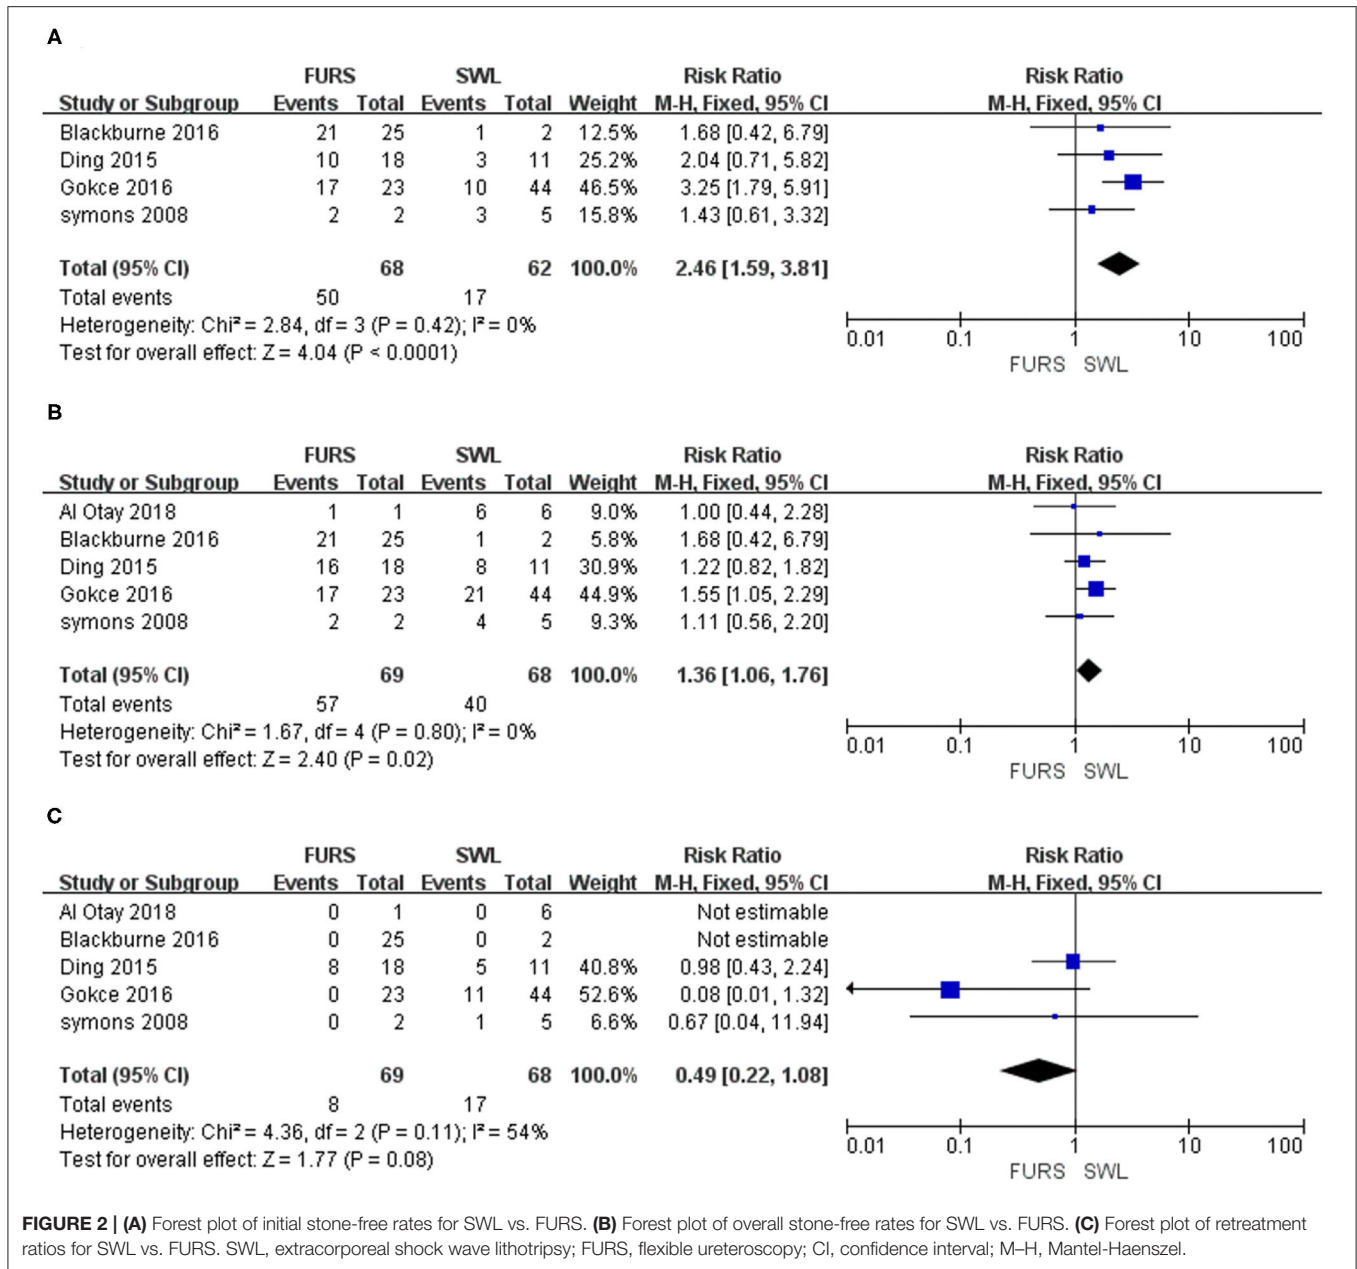 A
FURS SWL Risk Ratio Risk Ratio
Study or Subgroup Events Total Events Total Weight M-H, Fixed, 95% CI M-H, Fixed, 95% CI
Blackburne 2016 21 25 1 2 12.5% 1.68 [0.42, 6.79]
Ding 2015 10 18 3 11 25.2% 2.04 [0.71, 5.82]
Gokce 2016 17 23 10 44 46.5% 3.25 [1.79, 5.91]
symons 2008 2 2 3 5 15.8% 1.43 [0.61, 3.32]
Total (95% CI) 68 62 100.0% 2.46 [1.59, 3.81]
Total events 50 17
Heterogeneity: Chi² = 2.84, df = 3 (P = 0.42); I² = 0%
Test for overall effect: Z = 4.04 (P < 0.0001)
0.01 0.1 1 10 100
FURS SWL
B
FURS SWL Risk Ratio Risk Ratio
Study or Subgroup Events Total Events Total Weight M-H, Fixed, 95% CI M-H, Fixed, 95% CI
Al Otay 2018 1 1 6 6 9.0% 1.00 [0.44, 2.28]
Blackburne 2016 21 25 1 2 5.8% 1.68 [0.42, 6.79]
Ding 2015 16 18 8 11 30.9% 1.22 [0.82, 1.82]
Gokce 2016 17 23 21 44 44.9% 1.55 [1.05, 2.29]
symons 2008 2 2 4 5 9.3% 1.11 [0.56, 2.20]
Total (95% CI) 69 68 100.0% 1.36 [1.06, 1.76]
Total events 57 40
Heterogeneity: Chi² = 1.67, df = 4 (P = 0.80); I² = 0%
Test for overall effect: Z = 2.40 (P = 0.02)
0.01 0.1 1 10 100
FURS SWL
C
FURS SWL Risk Ratio Risk Ratio
Study or Subgroup Events Total Events Total Weight M-H, Fixed, 95% CI M-H, Fixed, 95% CI
Al Otay 2018 0 1 0 6 Not estimable
Blackburne 2016 0 25 0 2 Not estimable
Ding 2015 8 18 5 11 40.8% 0.98 [0.43, 2.24]
Gokce 2016 0 23 11 44 52.6% 0.08 [0.01, 1.32]
symons 2008 0 2 1 5 6.6% 0.67 [0.04, 11.94]
Total (95% CI) 69 68 100.0% 0.49 [0.22, 1.08]
Total events 8 17
Heterogeneity: Chi² = 4.36, df = 2 (P = 0.11); I² = 54%
Test for overall effect: Z = 1.77 (P = 0.08)
0.01 0.1 1 10 100
FURS SWL
FIGURE 2 | (A) Forest plot of initial stone-free rates for SWL vs. FURS. (B) Forest plot of overall stone-free rates for SWL vs. FURS. (C) Forest plot of retreatment
ratios for SWL vs. FURS. SWL, extracorporeal shock wave lithotripsy; FURS, flexible ureteroscopy; CI, confidence interval; M–H, Mantel-Haenszel.